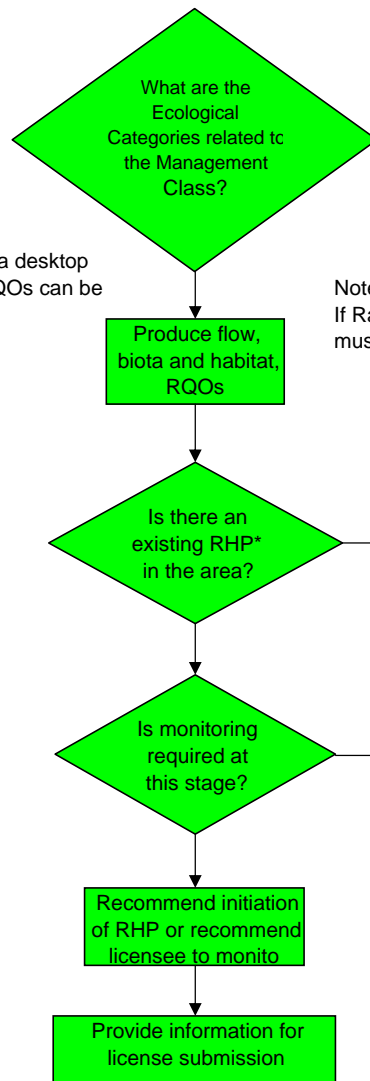 What are the
Ecological
Categories related to
the Management
Class?
a desktop
QOs can be
Note
If Ra
mus
Produce flow,
biota and habitat,
RQOs
Is there an
existing RHP*
in the area?
Is monitoring
required at
this stage?
Recommend initiation
of RHP or recommend
licensee to monito
Provide information for
license submission